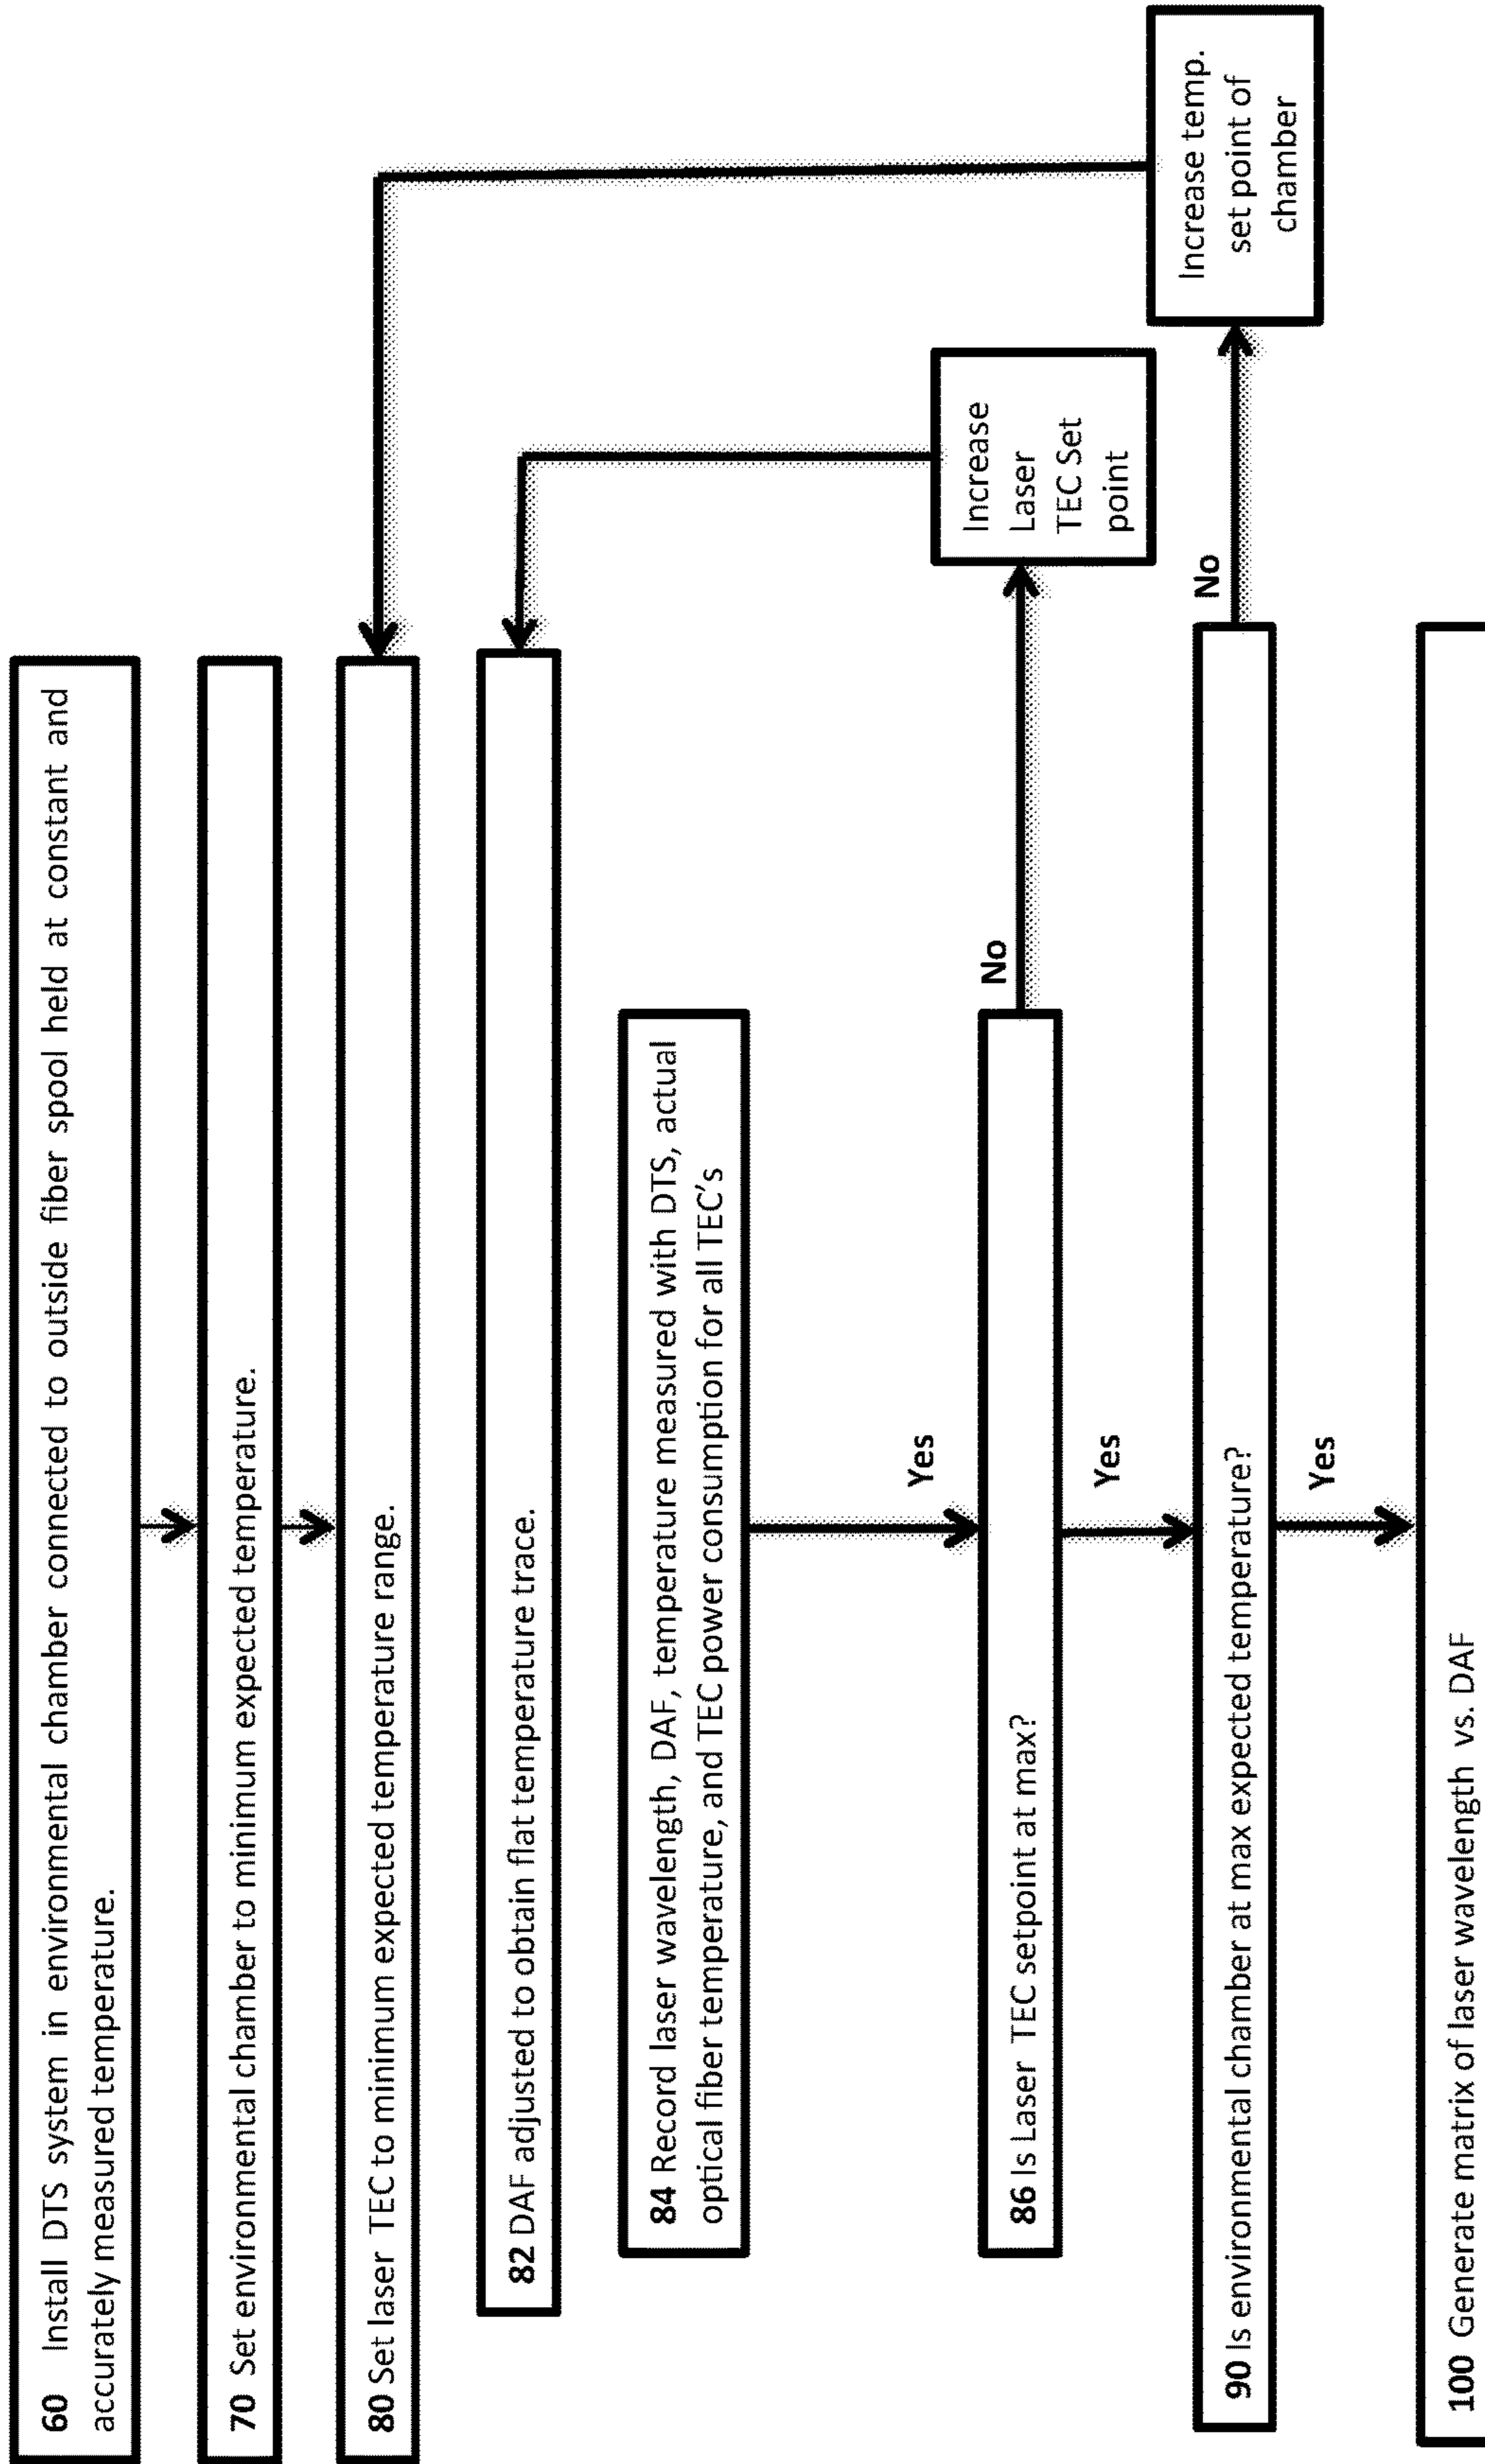 60 Install DTS system in environmental chamber connected to outside fiber spool held at constant and
accurately measured temperature.
70 Set environmental chamber to minimum expected temperature.
80 Set laser TEC to minimum expected temperature range.
82 DAF adjusted to obtain flat temperature trace.
84 Record laser wavelength, DAF, temperature measured with DTS, actual
optical fiber temperature, and TEC power consumption for all TEC's
Yes
86 Is Laser TEC setpoint at max?
No
Increase
Laser
TEC Set
point
Yes
90 Is environmental chamber at max expected temperature?
No
Increase temp.
set point of
chamber
Yes
100 Generate matrix of laser wavelength vs. DAF